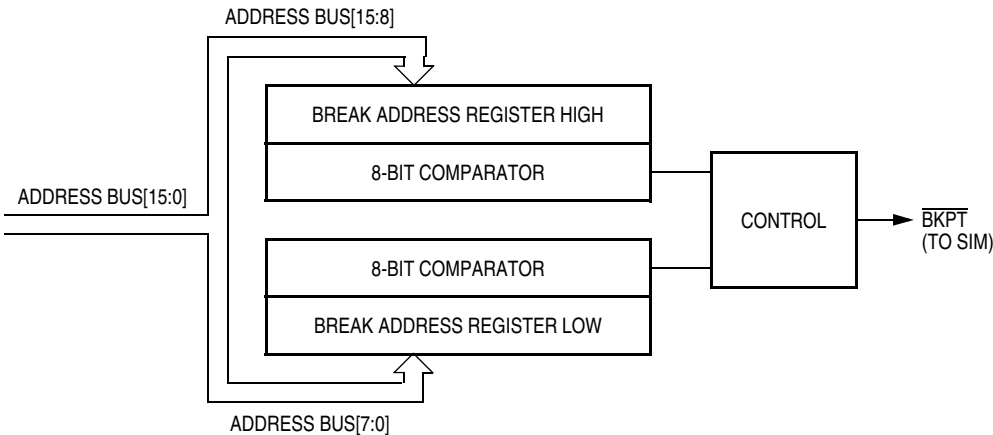 ADDRESS BUS[15:8]
BREAK ADDRESS REGISTER HIGH
8-BIT COMPARATOR
ADDRESS BUS[15:0]
CONTROL
BKPT
(TO SIM)
8-BIT COMPARATOR
BREAK ADDRESS REGISTER LOW
ADDRESS BUS[7:0]